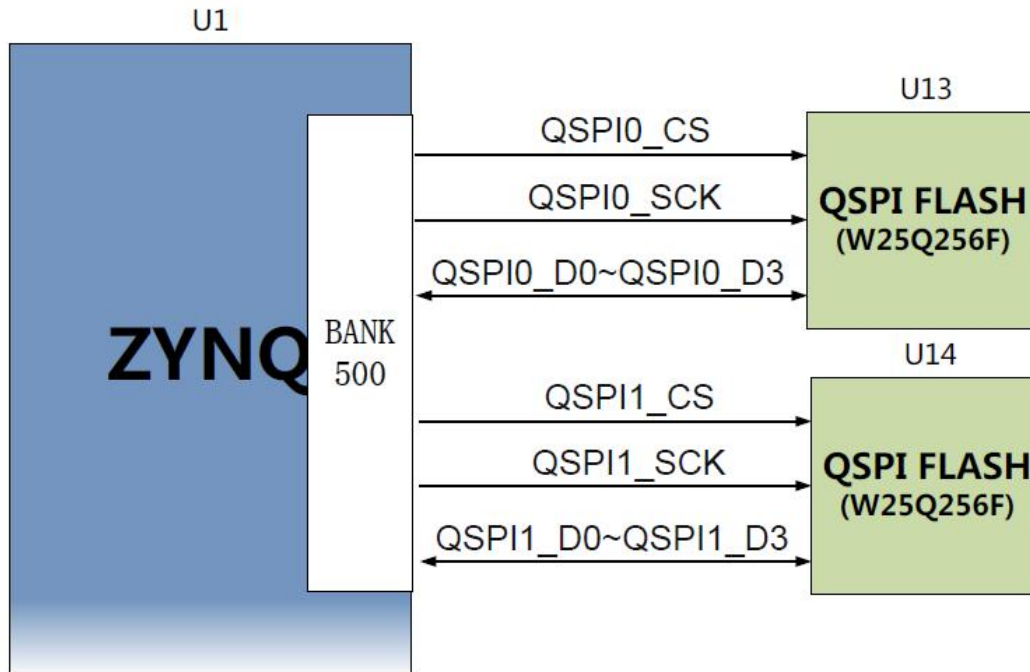 U1
ZYNQ
BANK
500
QSPI0_CS
QSPI0_SCK
QSPI0_D0~QSPI0_D3
U13
QSPI FLASH
(W25Q256F)
QSPI1_CS
QSPI1_SCK
QSPI1_D0~QSPI1_D3
U14
QSPI FLASH
(W25Q256F)